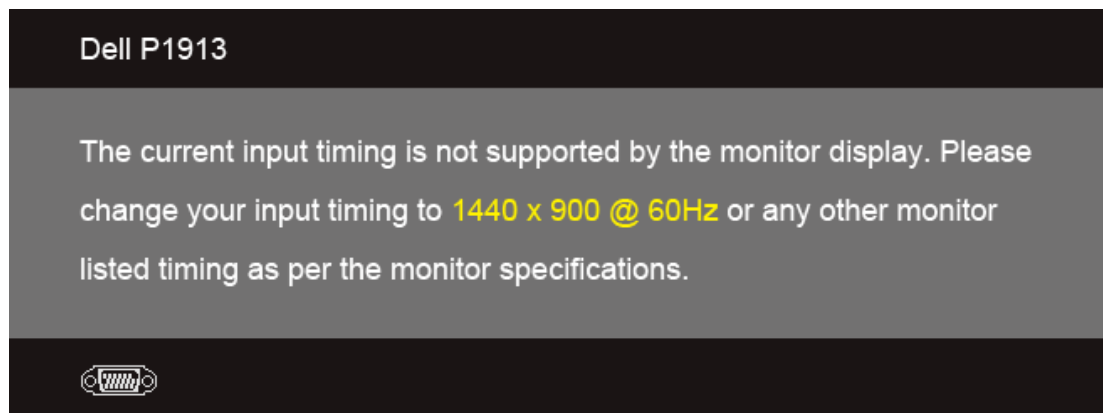 Dell P1913
The current input timing is not supported by the monitor display. Please
change your input timing to 1440 x 900 @ 60Hz or any other monitor
listed timing as per the monitor specifications.